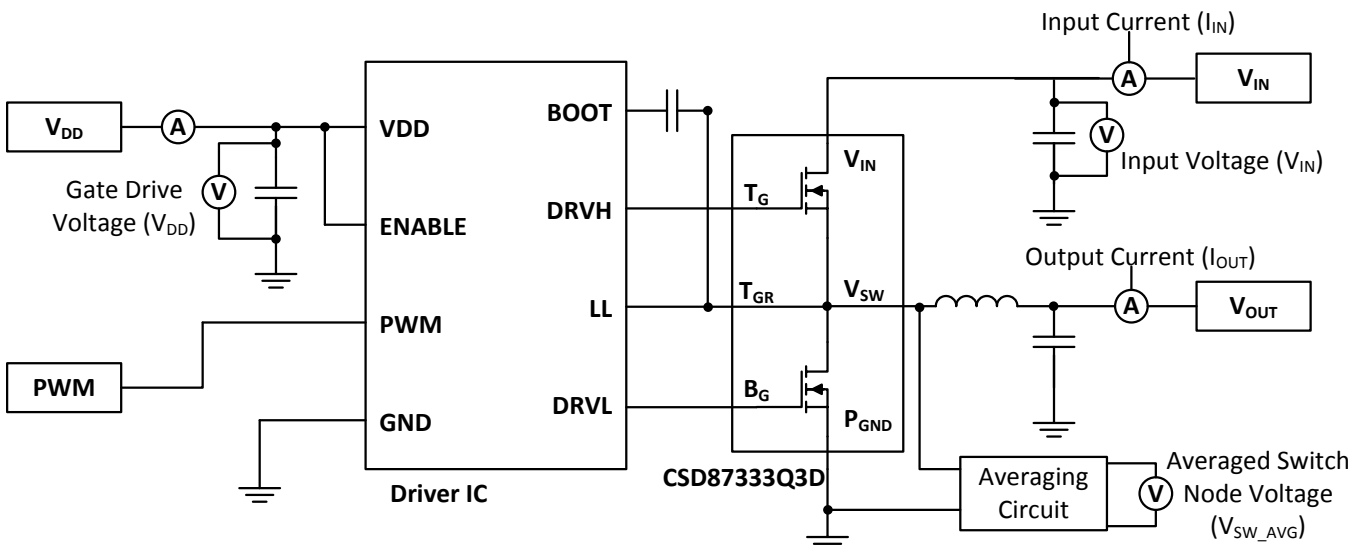 Input Current (IIN)
A
VIN
VDD
A
VDD
BOOT
V
Input Voltage (VIN)
Gate Drive
Voltage (VDD)
V
ENABLE
DRVH
TG
VIN
Output Current (IOUT)
A
VOUT
LL
TGR
VSW
PWM
PWM
GND
DRVL
BG
PGND
Driver IC
CSD87333Q3D
Averaging
Circuit
V
Averaged Switch
Node Voltage
(VSW_AVG)